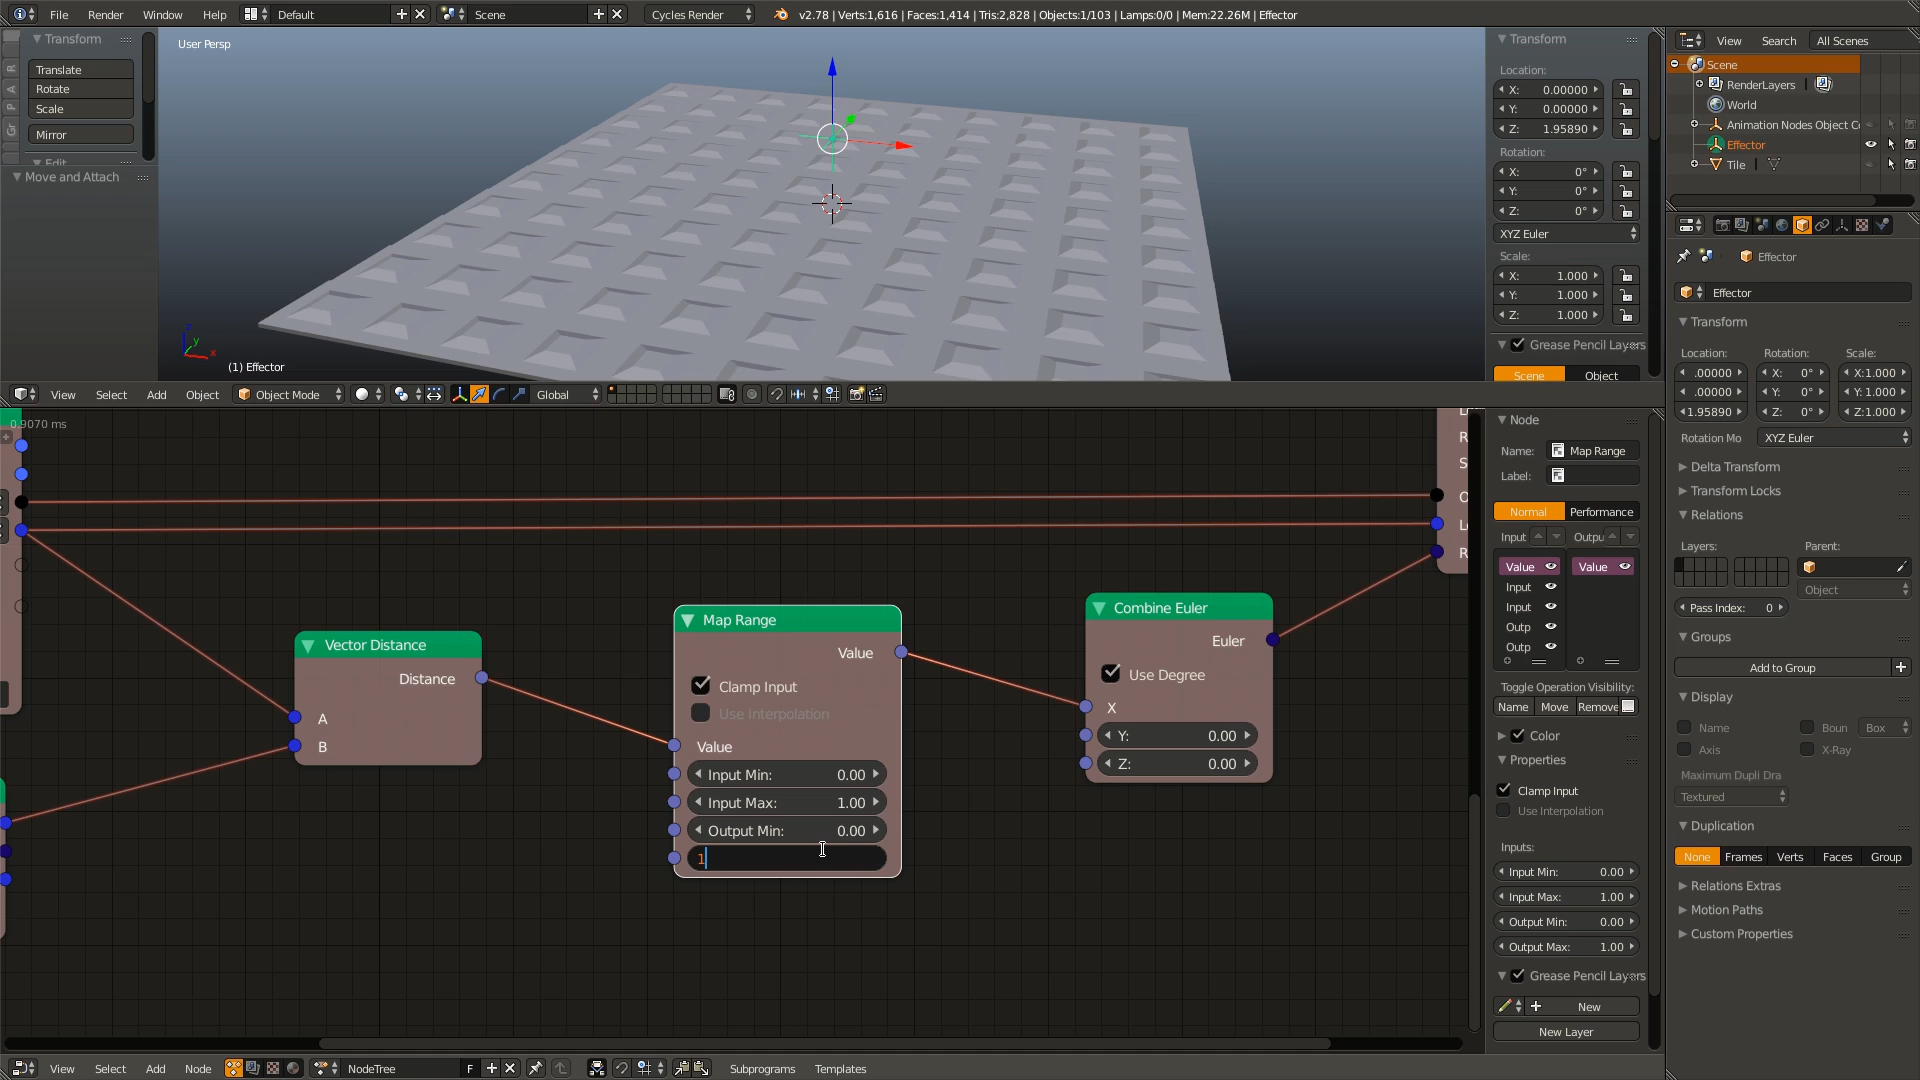 File
Render
Window
Help
Default
Scene
Cycles Render
v2.78 | Verts:1,616 | Faces:1,414 | Tris:2,828 | Objects:1/103 | Lamps:0/0 | Mem:22.26M | Effector
Transform
Translate
Rotate
Scale
Mirror
Edit
Move and Attach
R
A
P
Gr
User Persp
z
y
x
(1) Effector
Transform
Location:
X: 0.00000
Y: 0.00000
Z: 1.95890
Rotation:
X: 0°
Y: 0°
Z: 0°
XYZ Euler
Scale:
X: 1.000
Y: 1.000
Z: 1.000
Grease Pencil Layers
Scene
Object
View
Select
Add
Object
Object Mode
Global
View
Search
All Scenes
Scene
RenderLayers |
World
Animation Nodes Object Co
Effector
Tile |
Effector
Effector
Transform
Location:
Rotation:
Scale:
.00000
X: 0°
X:1.000
.00000
Y: 0°
Y: 1.000
1.95890
Z: 0°
Z:1.000
Rotation Mo
XYZ Euler
Delta Transform
Transform Locks
Relations
Layers:
Parent:
Object
Pass Index: 0
Groups
Add to Group
Display
Name
Boun
Box
Axis
X-Ray
Maximum Dupli Dra
Textured
Duplication
None
Frames
Verts
Faces
Group
Relations Extras
Motion Paths
Custom Properties
0.9070 ms
Vector Distance
Distance
A
B
Map Range
Value
Clamp Input
Use Interpolation
Value
Input Min: 0.00
Input Max: 1.00
Output Min: 0.00
1
Combine Euler
Euler
Use Degree
X
Y: 0.00
Z: 0.00
R
S
O
R
Node
Name:
Map Range
Label:
Normal
Performance
Input
Outpu
Value
Value
Input
Input
Outp
Outp
Toggle Operation Visibility:
Name
Move
Remove
Color
Properties
Clamp Input
Use Interpolation
Inputs:
Input Min: 0.00
Input Max: 1.00
Output Min: 0.00
Output Max: 1.00
Grease Pencil Layers
New
New Layer
View
Select
Add
Node
NodeTree
F
Subprograms
Templates